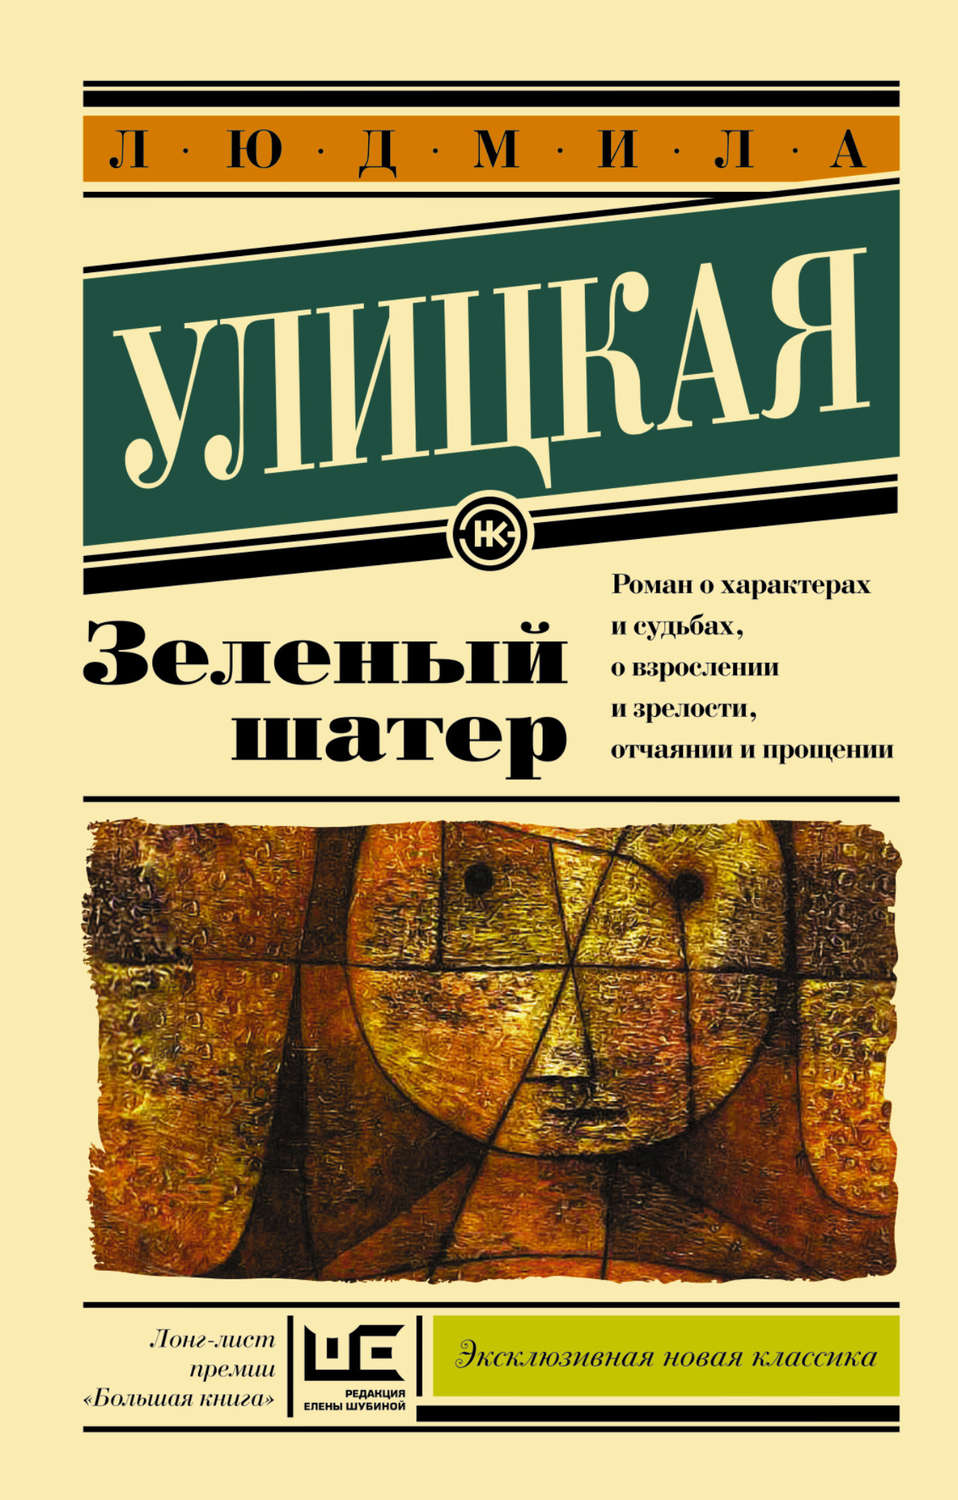 Л·Ю·Д·М·И·Л·А
УЛИЦКАЯ
НК
Зеленый
шатер
Роман о характерах
и судьбах,
о взрослении
и зрелости,
отчаянии и прощении
Лонг-лист
премии
«Большая книга»
ШЕ
РЕДАКЦИЯ
ЕЛЕНЫ ШУБИНОЙ
Эксклюзивная новая классика